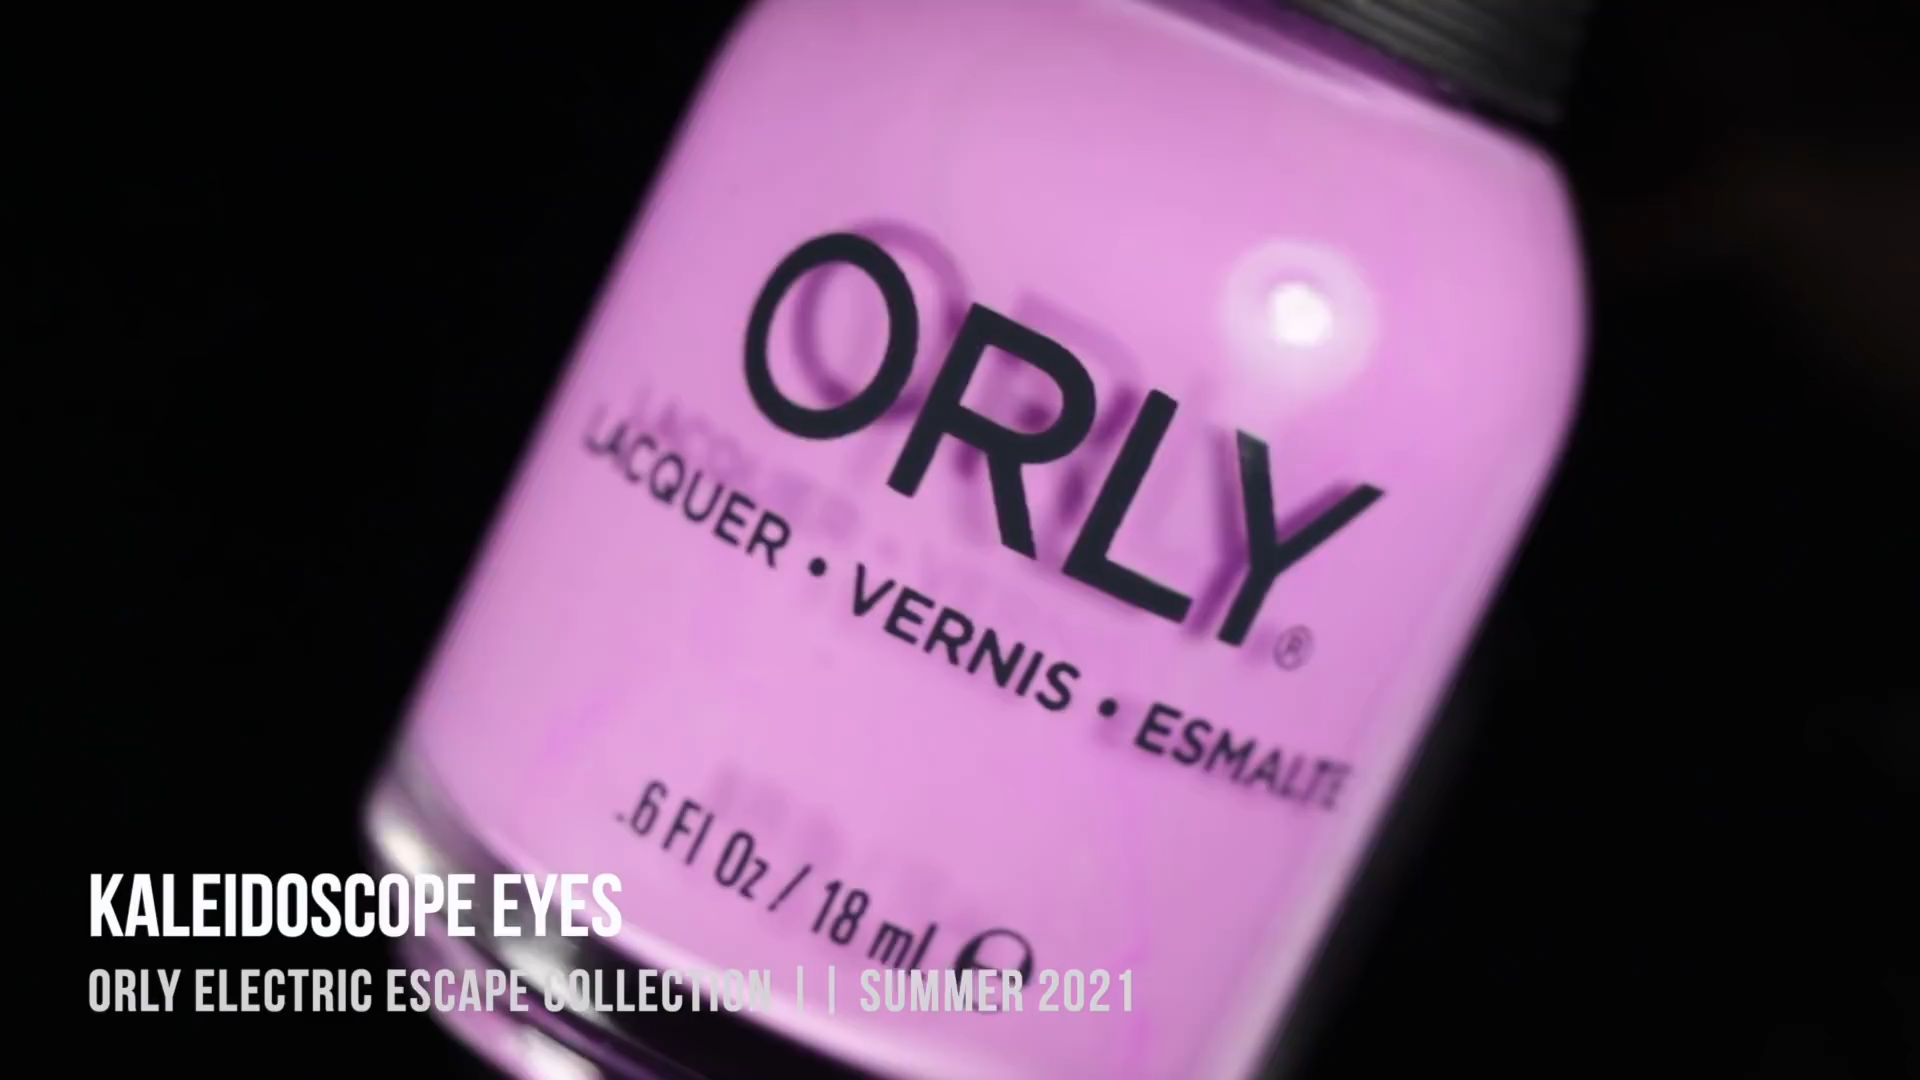 ORLY®
LACQUER • VERNIS • ESMALTE
.6 Fl Oz / 18 ml ℮
KALEIDOSCOPE EYES
ORLY ELECTRIC ESCAPE COLLECTION || SUMMER 2021